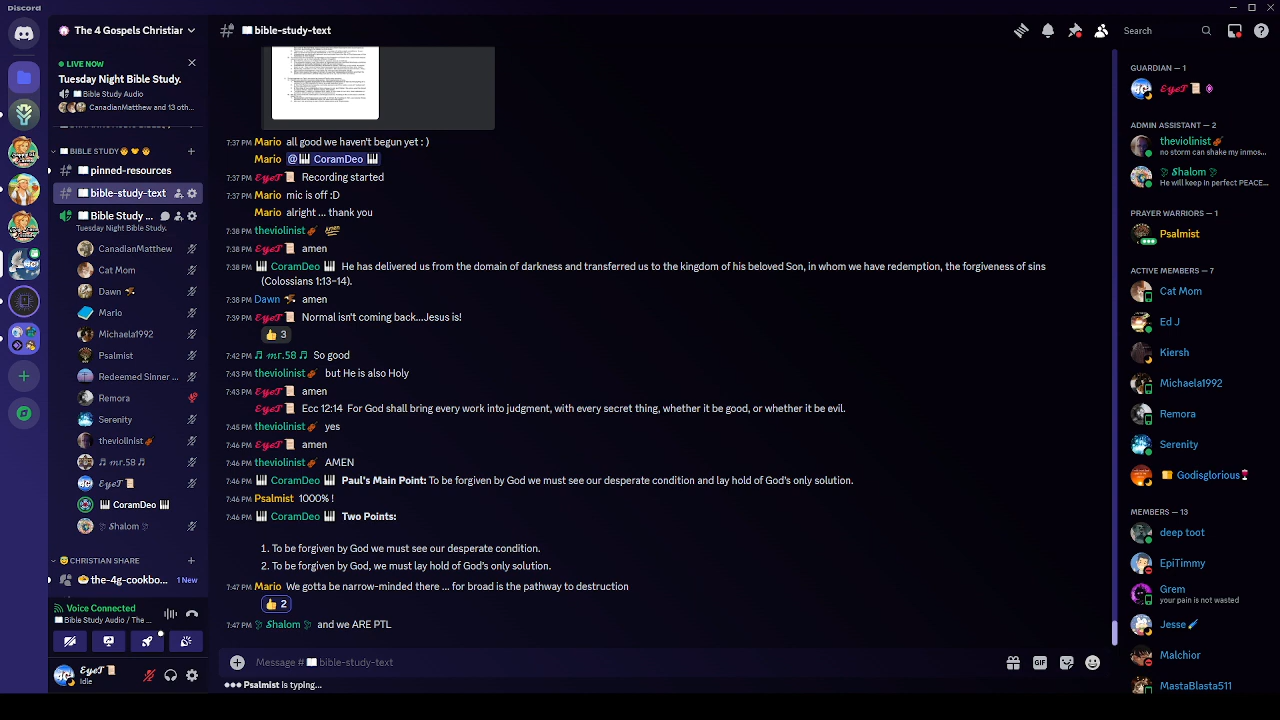 Discord
The 4 Gospels Christian
LIVE NOW
Tuesday Night Bible Study.
Study Audio
CanadianMatthew and 13 oth...
BIBLE STUDY
pinned-resources
bible-study-text
Bible Study ...
Tuesday Night Bible Study.
CanadianMatthew
Cat Mom
Dawn
Mario
Michaela1992
Psalmist
Redeemed Sinner ...
Remora
Serenity
theviolinist
mr.58
EyeT
CoramDeo
Shalom
CHRISTIAN SHARE
the-4g-cookbo...
1 New
Voice Connected
Bible Study Audio / The ...
EyeT
Idle
bible-study-text
7:37 PM Mario all good we haven't begun yet : )
Mario @ CoramDeo
7:37 PM EyeT Recording started
7:37 PM Mario mic is off :D
Mario alright ... thank you
7:38 PM theviolinist Amen
7:38 PM EyeT amen
7:38 PM CoramDeo He has delivered us from the domain of darkness and transferred us to the kingdom of his beloved Son, in whom we have redemption, the forgiveness of sins
(Colossians 1:13–14).
7:38 PM Dawn amen
7:39 PM EyeT Normal isn't coming back...Jesus is!
3
7:42 PM mr.58 So good
7:43 PM theviolinist but He is also Holy
7:43 PM EyeT amen
EyeT Ecc 12:14 For God shall bring every work into judgment, with every secret thing, whether it be good, or whether it be evil.
7:45 PM theviolinist yes
7:46 PM EyeT amen
7:46 PM theviolinist AMEN
7:46 PM CoramDeo Paul's Main Point: To be forgiven by God we must see our desperate condition and lay hold of God's only solution.
7:46 PM Psalmist 1000% !
7:46 PM CoramDeo Two Points:
1. To be forgiven by God we must see our desperate condition.
2. To be forgiven by God, we must lay hold of God's only solution.
7:47 PM Mario We gotta be narrow-minded there ... for broad is the pathway to destruction
2
7:47 PM Shalom and we ARE PTL
Message # bible-study-text
GIF
Psalmist is typing...
Search
GUARDIAN — 1
EyeT
ADMIN ASSISTANT — 2
theviolinist
no storm can shake my inmos...
Shalom
He will keep in perfect PEACE...
PRAYER WARRIORS — 1
Psalmist
ACTIVE MEMBERS — 7
Cat Mom
Ed J
Kiersh
Michaela1992
Remora
Serenity
Godisglorious
MEMBERS — 13
deep toot
EpiTimmy
Grem
your pain is not wasted
Jesse
Malchior
MastaBlasta511